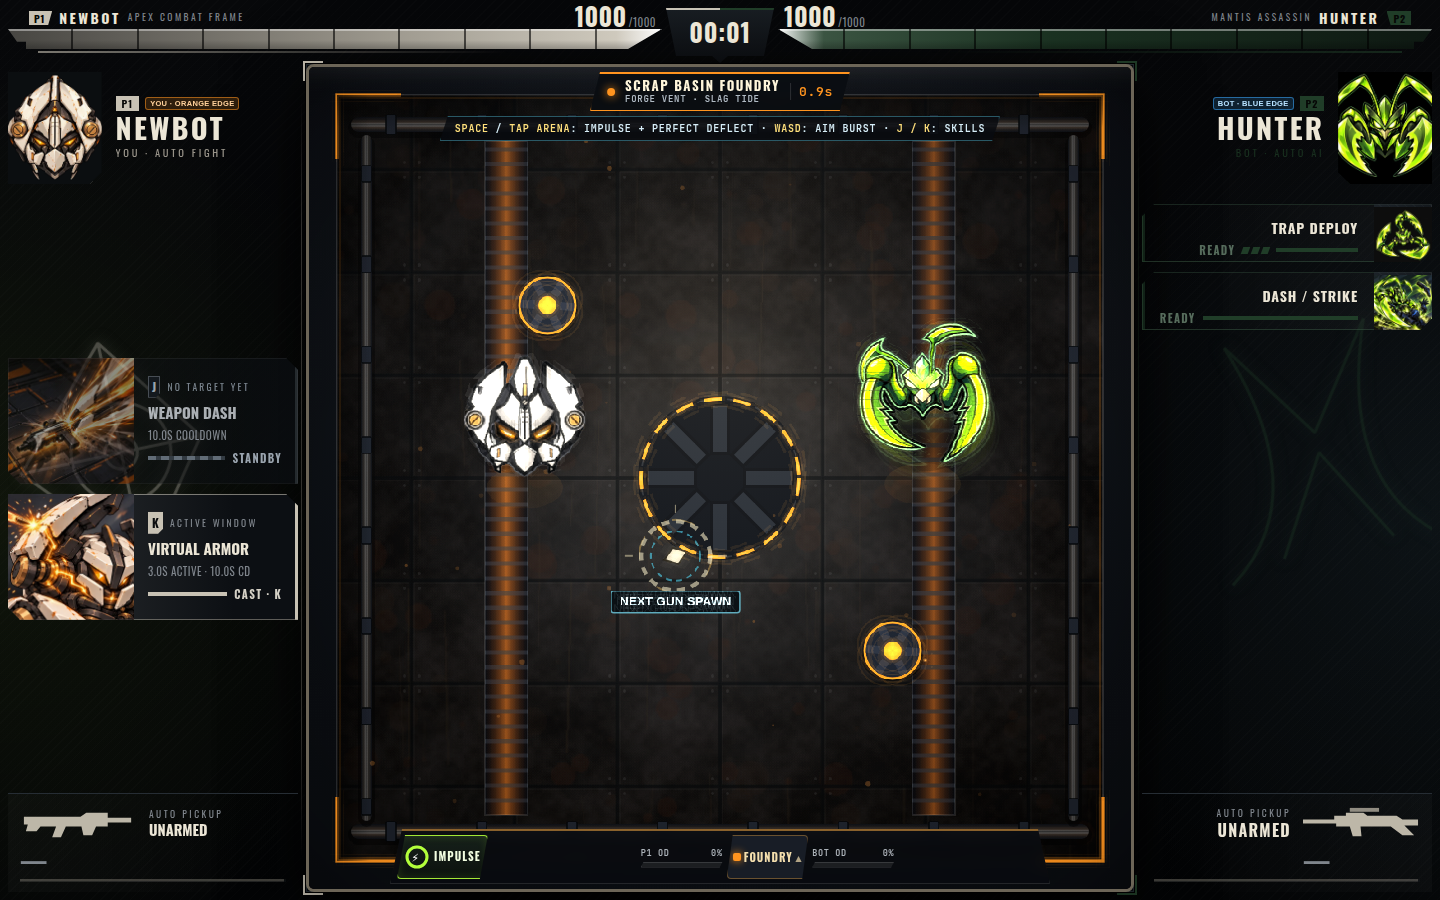 P1 NEWBOT APEX COMBAT FRAME
1000/1000
00:01
1000/1000
MANTIS ASSASSIN HUNTER P2
SCRAP BASIN FOUNDRY
FORGE VENT · SLAG TIDE
0.9s
SPACE / TAP ARENA: IMPULSE + PERFECT DEFLECT · WASD: AIM BURST · J / K: SKILLS
P1 YOU · ORANGE EDGE
NEWBOT
YOU · AUTO FIGHT
BOT · BLUE EDGE P2
HUNTER
BOT · AUTO AI
TRAP DEPLOY
READY
DASH / STRIKE
READY
J NO TARGET YET
WEAPON DASH
10.0S COOLDOWN
STANDBY
K ACTIVE WINDOW
VIRTUAL ARMOR
3.0S ACTIVE · 10.0S CD
CAST · K
NEXT GUN SPAWN
AUTO PICKUP
UNARMED
AUTO PICKUP
UNARMED
IMPULSE
P1 OD 0%
FOUNDRY ▲
BOT OD 0%